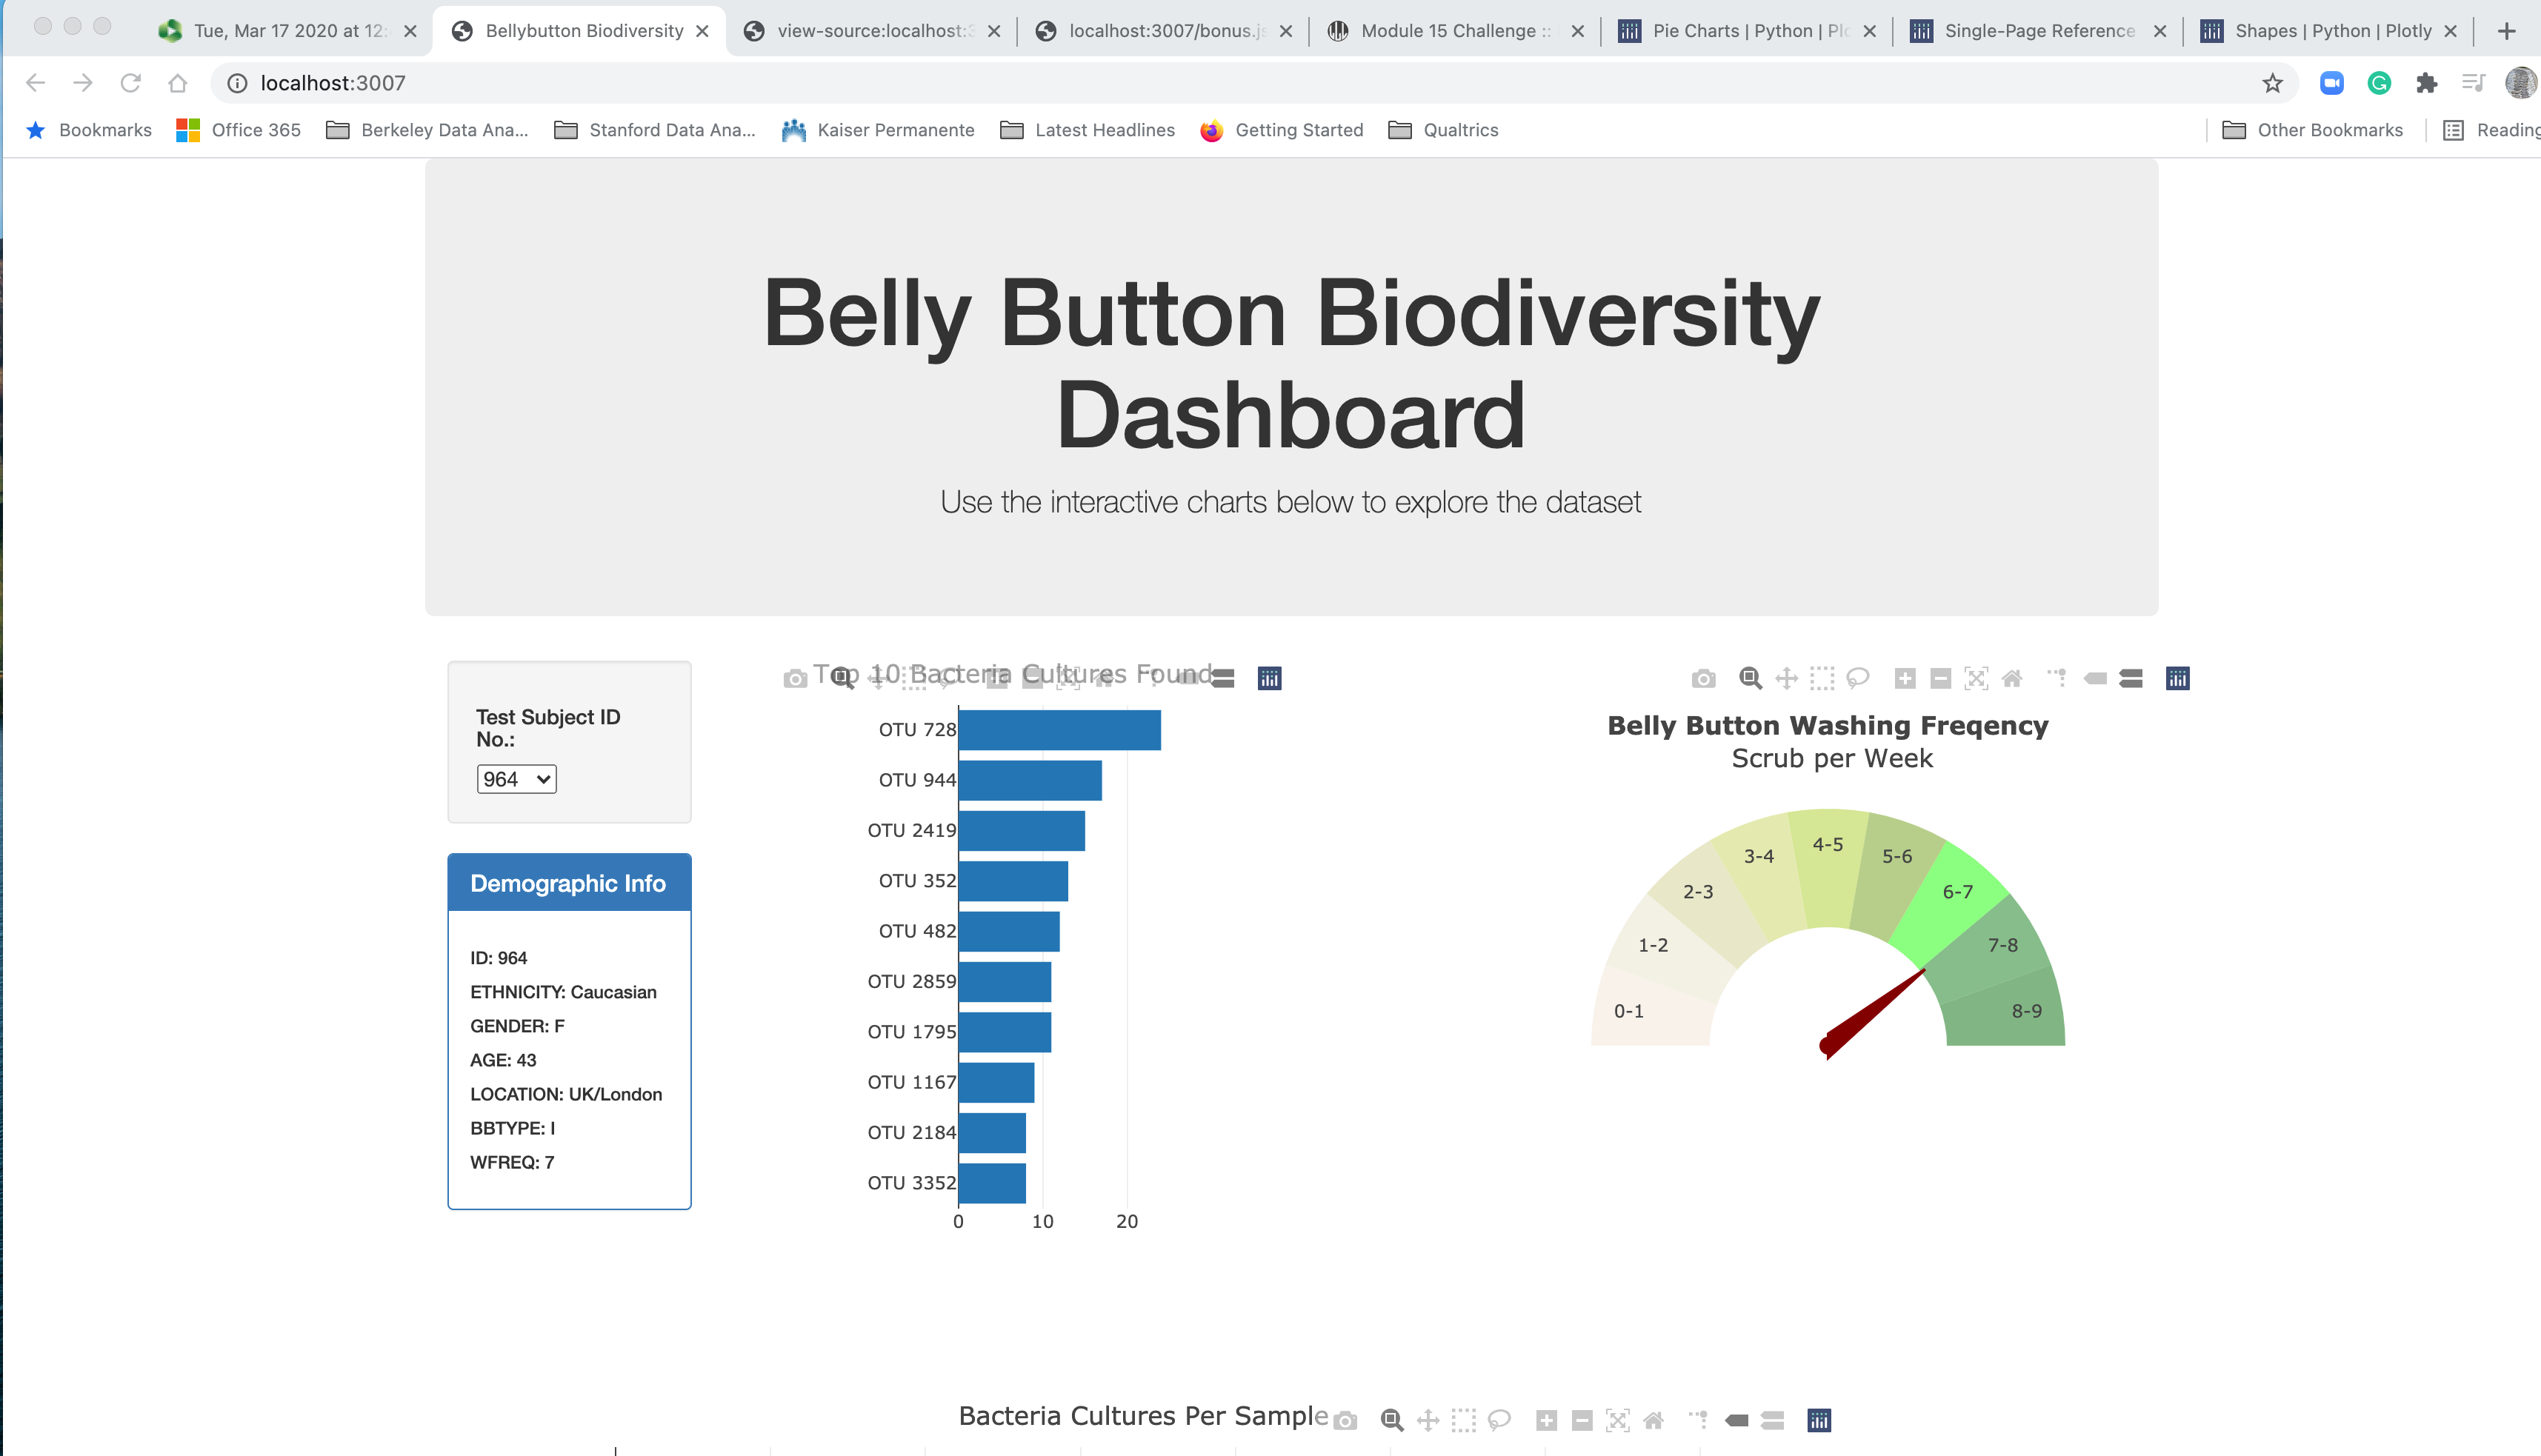 Tue, Mar 17 2020 at 12:
Bellybutton Biodiversity
view-source:localhost:3
localhost:3007/bonus.js
Module 15 Challenge ::
Pie Charts | Python | Plo
Single-Page Reference
Shapes | Python | Plotly
localhost:3007
Bookmarks
Office 365
Berkeley Data Ana...
Stanford Data Ana...
Kaiser Permanente
Latest Headlines
Getting Started
Qualtrics
Other Bookmarks
Reading
Belly Button Biodiversity
Dashboard
Use the interactive charts below to explore the dataset
Test Subject ID
No.:
964
Demographic Info
ID: 964
ETHNICITY: Caucasian
GENDER: F
AGE: 43
LOCATION: UK/London
BBTYPE: I
WFREQ: 7
Top 10 Bacteria Cultures Found
OTU 728
OTU 944
OTU 2419
OTU 352
OTU 482
OTU 2859
OTU 1795
OTU 1167
OTU 2184
OTU 3352
0 10 20
Belly Button Washing Freqency
Scrub per Week
0-1
1-2
2-3
3-4
4-5
5-6
6-7
7-8
8-9
Bacteria Cultures Per Sample